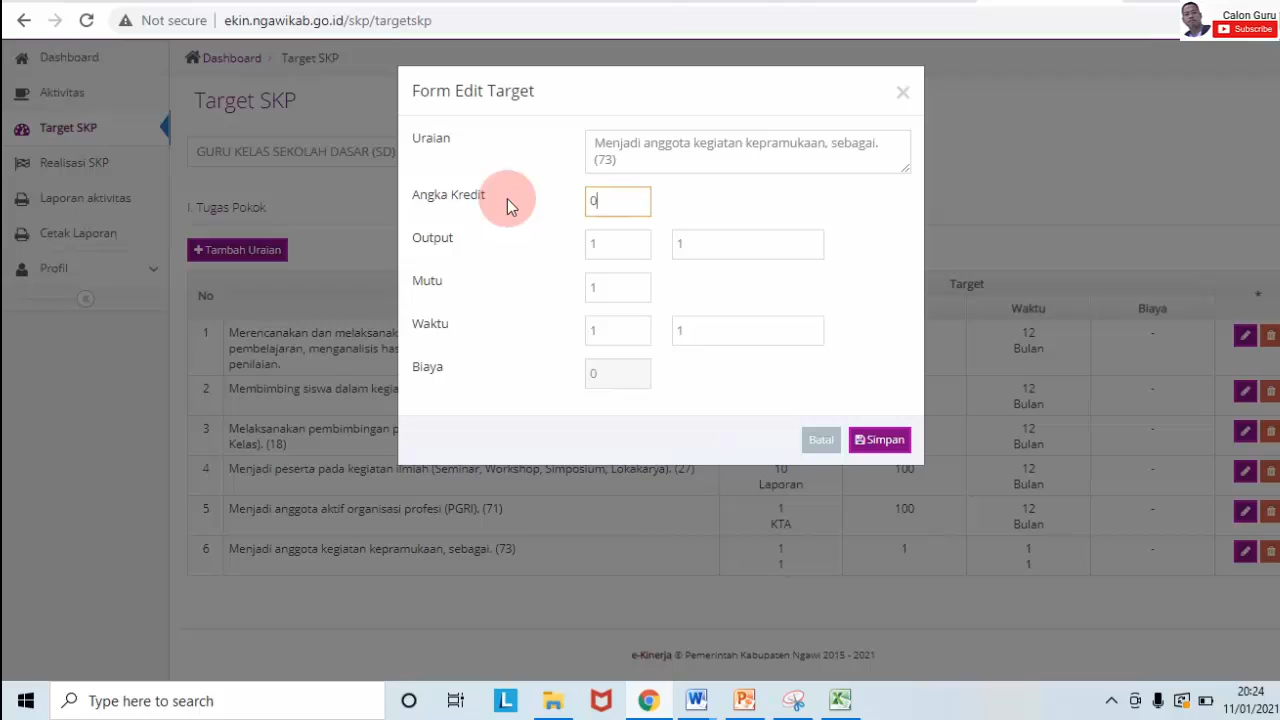 Not secure
ekin.ngawikab.go.id/skp/targetskp
Calon Guru
Subscribe
Dashboard
Aktivitas
Target SKP
Realisasi SKP
Laporan aktivitas
Cetak Laporan
Profil
Dashboard > Target SKP
Target SKP
GURU KELAS SEKOLAH DASAR (SD)
I. Tugas Pokok
+Tambah Uraian
Form Edit Target
×
Uraian
Menjadi anggota kegiatan kepramukaan, sebagai.
(73)
Angka Kredit
0
Output
1 1
Mutu
1
Waktu
1 1
Biaya
0
Batal
Simpan
No
Target
Waktu
Biaya
*
1 Merencanakan dan melaksanak
pembelajaran, menganalisis has
penilaian.
12
Bulan
-
2 Membimbing siswa dalam kegia
12
Bulan
-
3 Melaksanakan pembimbingan p
Kelas). (18)
12
Bulan
-
4 Menjadi peserta pada kegiatan ilmiah (Seminar, Workshop, Simposium, Lokakarya). (27)
10
Laporan
100
12
Bulan
-
5 Menjadi anggota aktif organisasi profesi (PGRI). (71)
1
KTA
100
12
Bulan
-
6 Menjadi anggota kegiatan kepramukaan, sebagai. (73)
1
1
1
1
1
-
e-Kinerja © Pemerintah Kabupaten Ngawi 2015 - 2021
Type here to search
20:24
11/01/2021